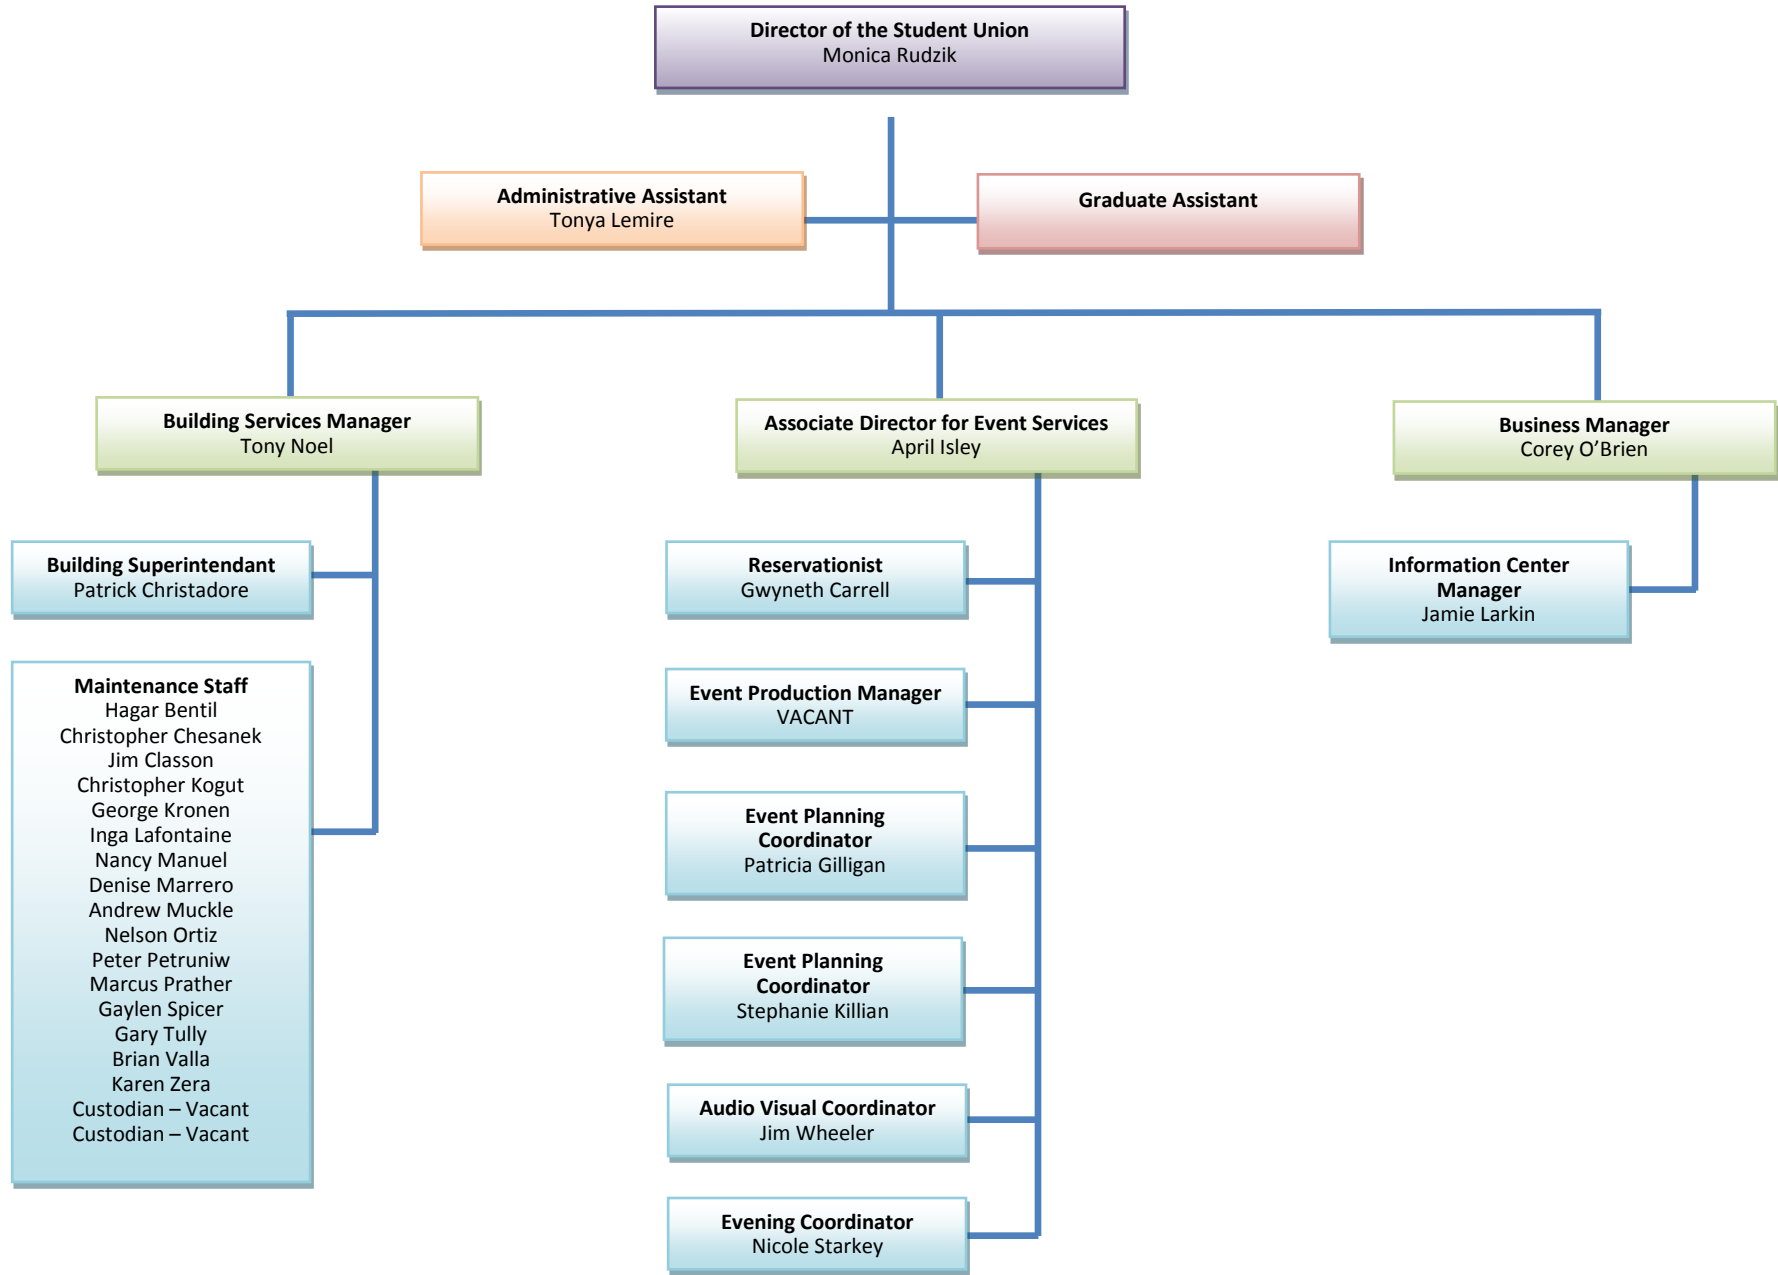 Director of the Student Union
Monica Rudzik
Administrative Assistant
Tonya Lemire
Graduate Assistant
Building Services Manager
Tony Noel
Associate Director for Event Services
April Isley
Business Manager
Corey O’Brien
Building Superintendant
Patrick Christadore
Maintenance Staff
Hagar Bentil
Christopher Chesanek
Jim Classon
Christopher Kogut
George Kronen
Inga Lafontaine
Nancy Manuel
Denise Marrero
Andrew Muckle
Nelson Ortiz
Peter Petruniw
Marcus Prather
Gaylen Spicer
Gary Tully
Brian Valla
Karen Zera
Custodian – Vacant
Custodian – Vacant
Reservationist
Gwyneth Carrell
Event Production Manager
VACANT
Event Planning
Coordinator
Patricia Gilligan
Event Planning
Coordinator
Stephanie Killian
Audio Visual Coordinator
Jim Wheeler
Evening Coordinator
Nicole Starkey
Information Center
Manager
Jamie Larkin